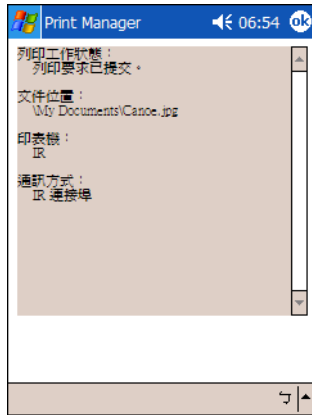 Print Manager 06:54 ok
列印工作狀態：
列印要求已提交。
文件位置：
\My Documents\Canoe.jpg
印表機：
IR
通訊方式：
IR 連接埠
ㄅ